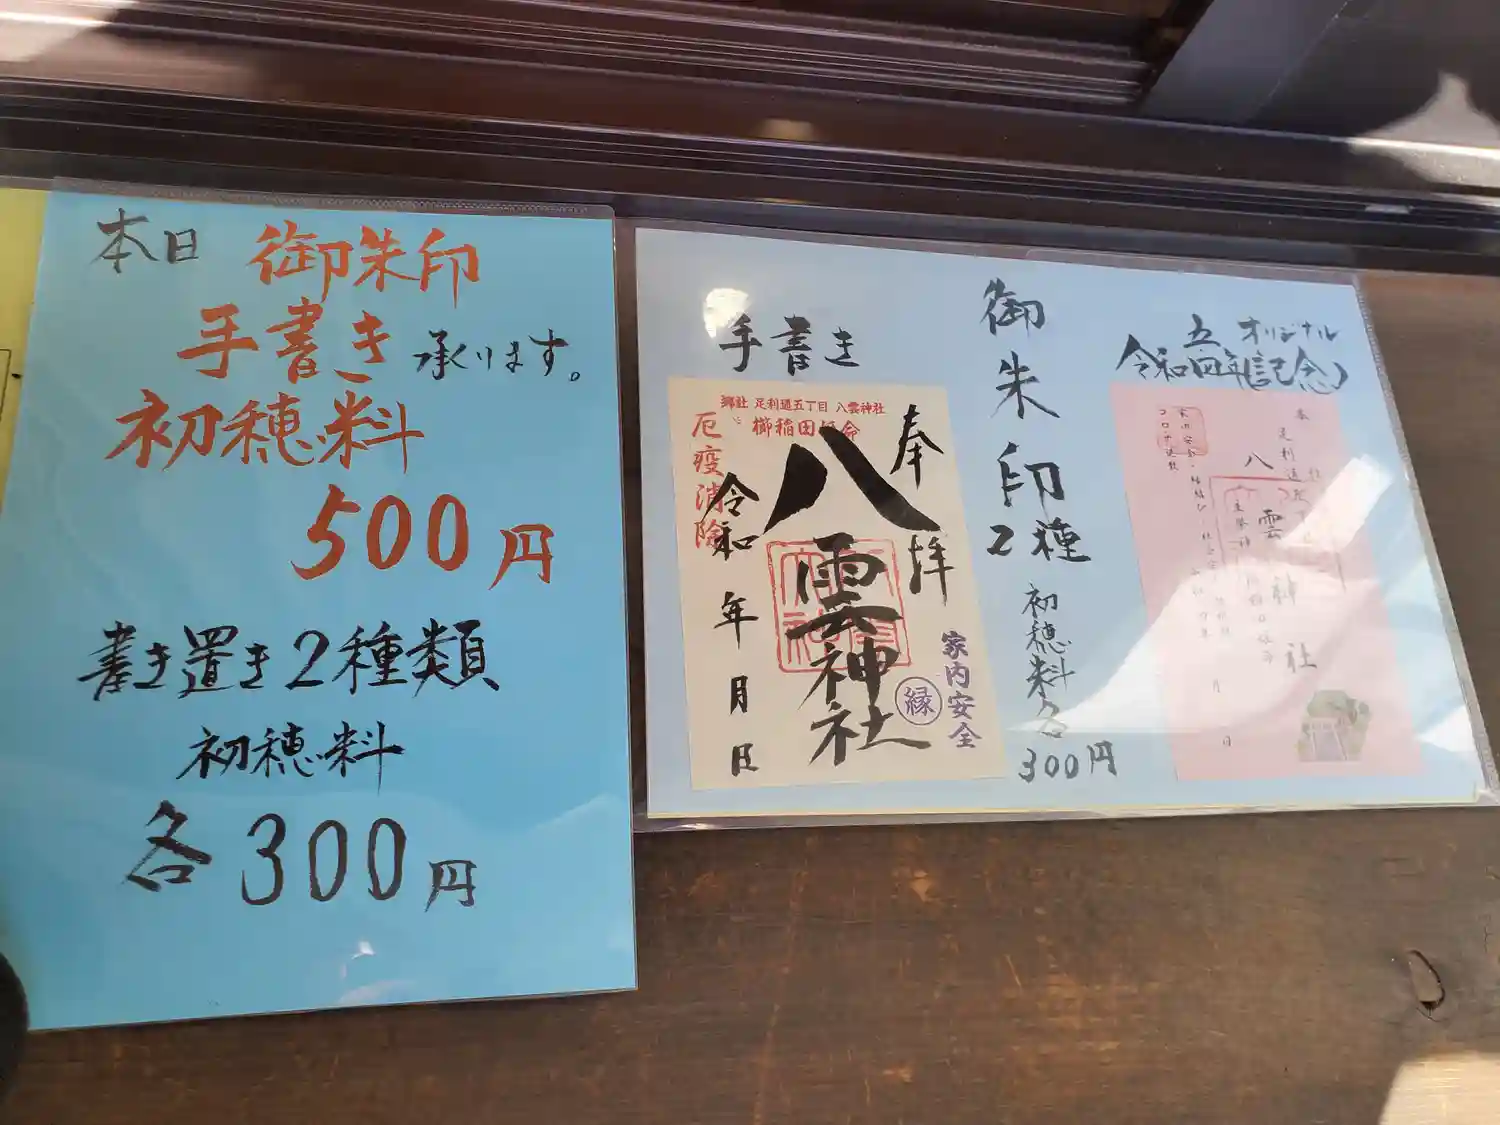 本日 御朱印
手書き 承ります。
初穂料
500円
書き置き2種類
初穂料
各300円
手書き
郷社 足利通五丁目 八雲神社
櫛稲田姫命
厄疫消除
奉拝
八雲神社
令和 年 月 日
家内安全
縁
御朱印
2種
初穂料各
300円
オリジナル
五
令和四年(記念)
八雲神社
月 日